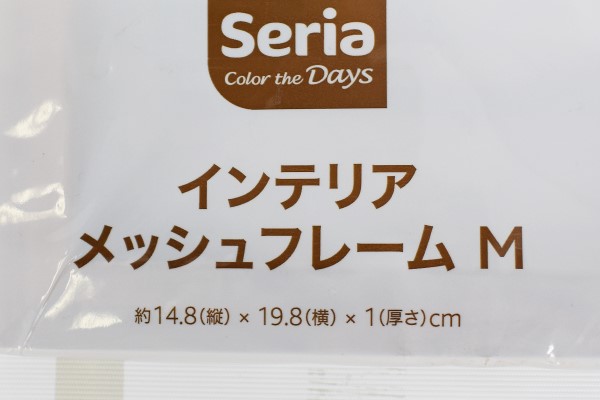 Seria
Color the Days
インテリア
メッシュフレーム M
約14.8(縦) × 19.8(横) × 1(厚さ)cm